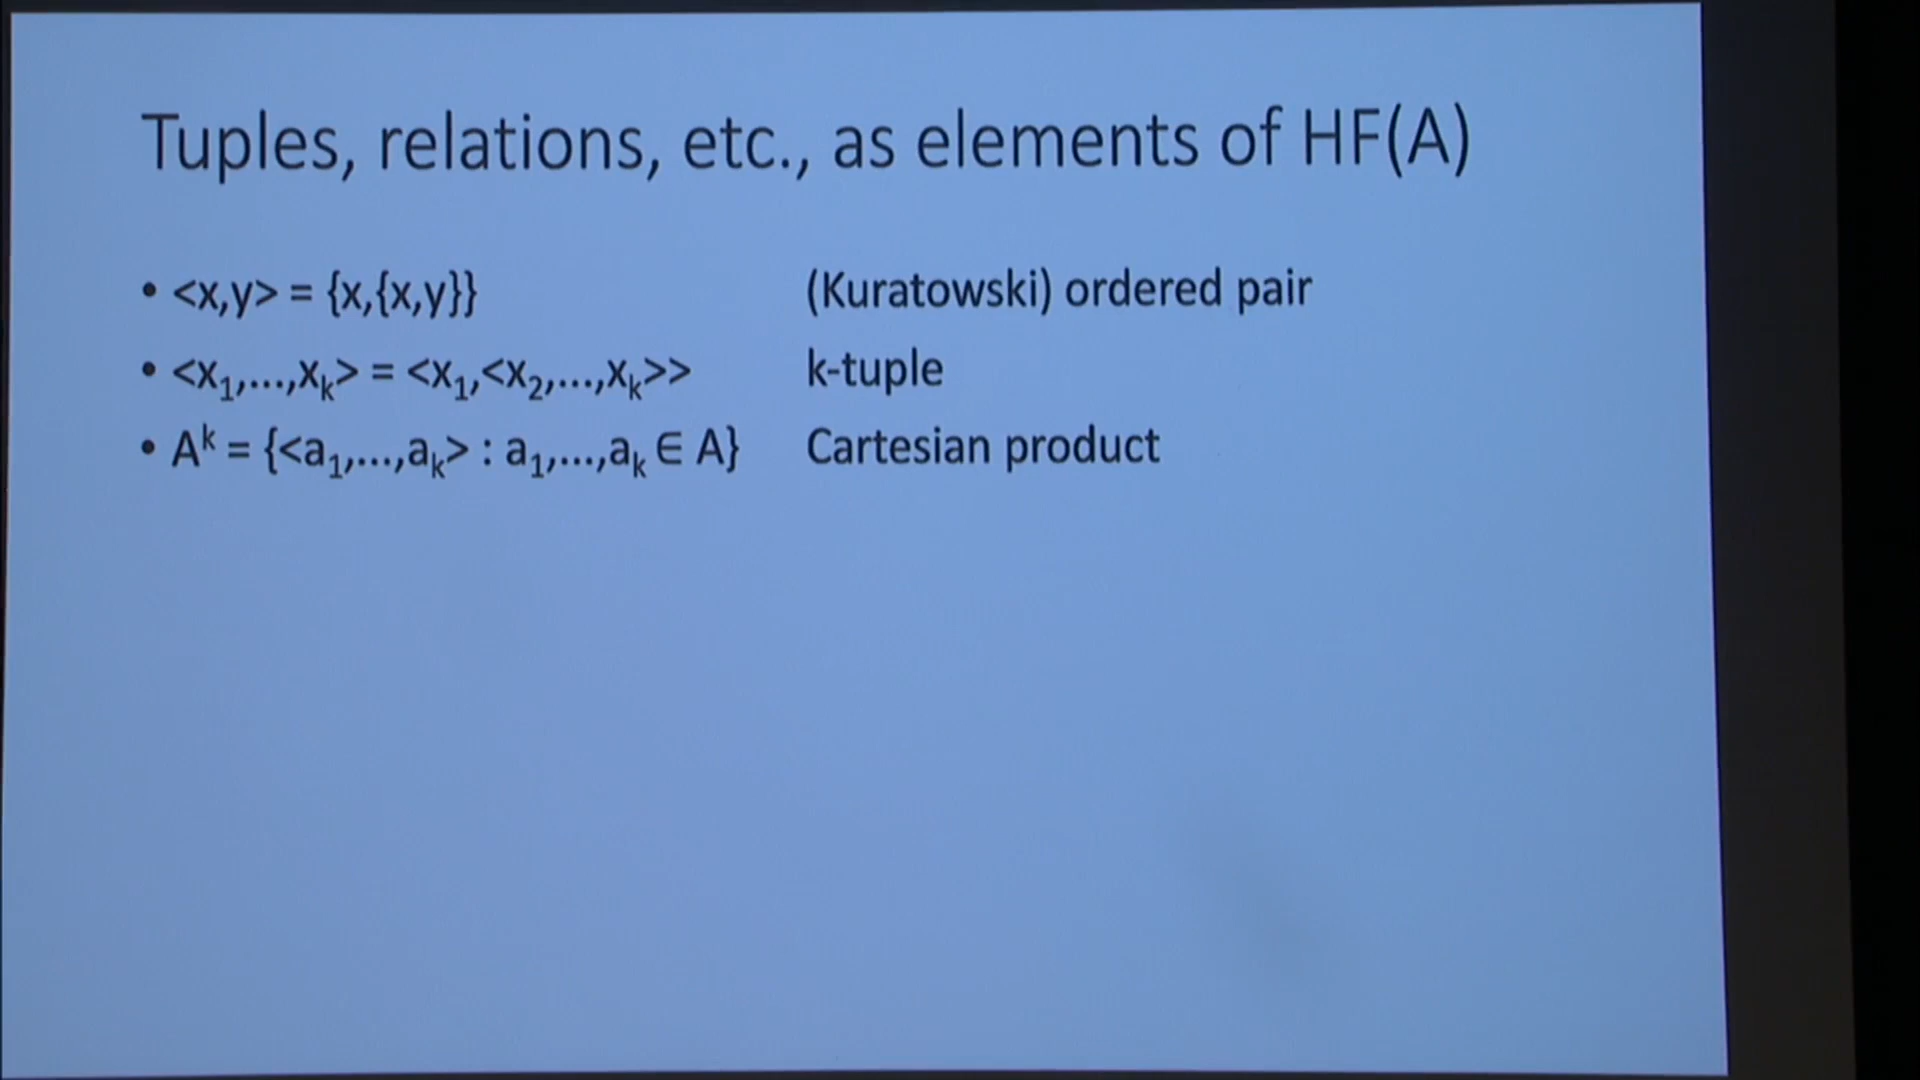 Tuples, relations, etc., as elements of HF(A)
• <x,y> = {x,{x,y}} (Kuratowski) ordered pair
• <x₁,...,xₖ> = <x₁,<x₂,...,xₖ>> k-tuple
• Aᵏ = {<a₁,...,aₖ> : a₁,...,aₖ ∈ A} Cartesian product